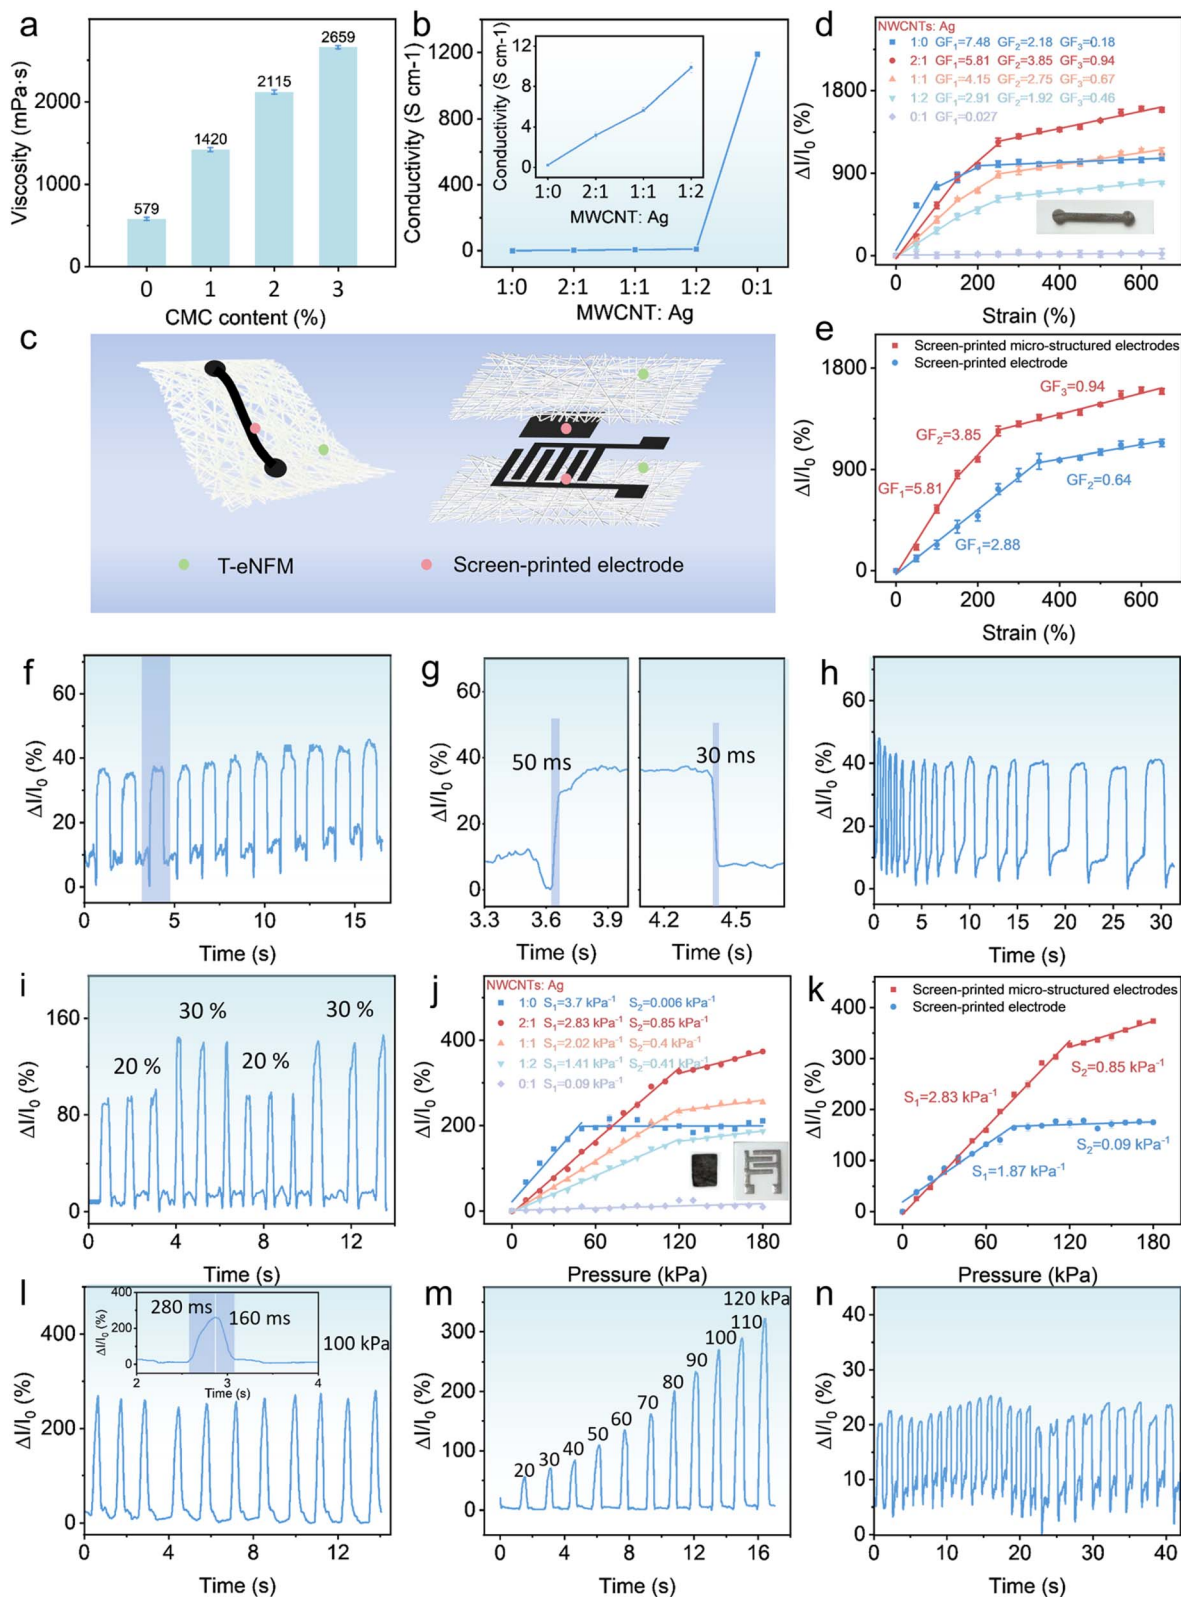 a
Viscosity (mPa·s)
2000
1000
0
579
1420
2115
2659
0 1 2 3
CMC content (%)
b
Conductivity (S cm-1)
1200
800
400
0
1:0 2:1 1:1 1:2 0:1
MWCNT: Ag
Conductivity (S cm-1)
12
8
4
0
1:0 2:1 1:1 1:2
MWCNT: Ag
d
NWCNTs: Ag
1:0 GF1=7.48 GF2=2.18 GF3=0.18
2:1 GF1=5.81 GF2=3.85 GF3=0.94
1:1 GF1=4.15 GF2=2.75 GF3=0.67
1:2 GF1=2.91 GF2=1.92 GF3=0.46
0:1 GF1=0.027
ΔI/I0 (%)
1800
900
0
0 200 400 600
Strain (%)
c
T-eNFM
Screen-printed electrode
e
Screen-printed micro-structured electrodes
Screen-printed electrode
ΔI/I0 (%)
1800
900
0
GF3=0.94
GF2=3.85
GF1=5.81
GF2=0.64
GF1=2.88
0 200 400 600
Strain (%)
f
ΔI/I0 (%)
60
40
20
0
0 5 10 15
Time (s)
g
ΔI/I0 (%)
60
40
20
0
50 ms
30 ms
3.3 3.6 3.9
4.2 4.5
Time (s)
Time (s)
h
ΔI/I0 (%)
60
40
20
0
0 5 10 15 20 25 30
Time (s)
i
ΔI/I0 (%)
160
80
0
20 %
30 %
20 %
30 %
0 4 8 12
Time (s)
j
NWCNTs: Ag
1:0 S1=3.7 kPa-1 S2=0.006 kPa-1
2:1 S1=2.83 kPa-1 S2=0.85 kPa-1
1:1 S1=2.02 kPa-1 S2=0.4 kPa-1
1:2 S1=1.41 kPa-1 S2=0.41 kPa-1
0:1 S1=0.09 kPa-1
ΔI/I0 (%)
400
200
0
0 60 120 180
Pressure (kPa)
k
Screen-printed micro-structured electrodes
Screen-printed electrode
ΔI/I0 (%)
450
300
150
0
S1=2.83 kPa-1
S2=0.85 kPa-1
S2=0.09 kPa-1
S1=1.87 kPa-1
0 60 120 180
Pressure (kPa)
l
ΔI/I0 (%)
500
250
0
ΔI/I0 (%)
400
200
0
280 ms
160 ms
2 3 4
Time (s)
100 kPa
0 2 4 6 8 10 12 14
Time (s)
m
ΔI/I0 (%)
300
200
100
0
20
30
40
50
60
70
80
90
100
110
120 kPa
0 4 8 12 16
Time (s)
n
ΔI/I0 (%)
40
30
20
10
0
0 10 20 30 40
Time (s)